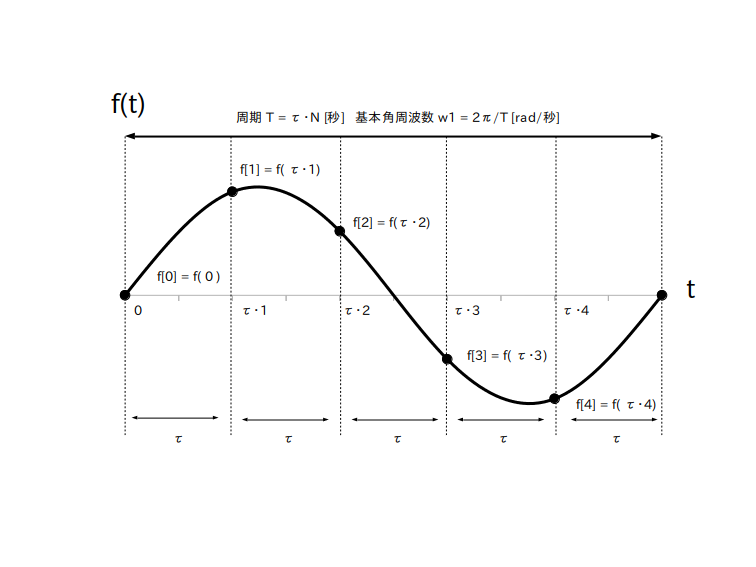 f(t)
周期 T = τ・N [秒] 基本角周波数 w1 = 2π/T [rad/秒]
f[1] = f( τ・1)
f[2] = f(τ・2)
f[0] = f( 0 )
t
0
τ・1
τ・2
τ・3
τ・4
f[3] = f( τ・3)
f[4] = f( τ・4)
τ
τ
τ
τ
τ